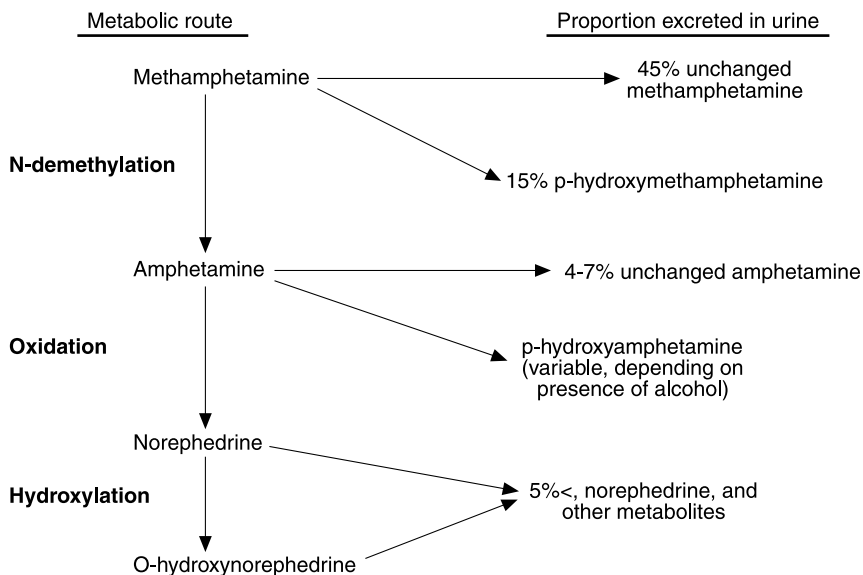 Metabolic route
Proportion excreted in urine
Methamphetamine
45% unchanged
methamphetamine
N-demethylation
15% p-hydroxymethamphetamine
Amphetamine
4-7% unchanged amphetamine
Oxidation
p-hydroxyamphetamine
(variable, depending on
presence of alcohol)
Norephedrine
Hydroxylation
5%<, norephedrine, and
other metabolites
O-hydroxynorephedrine